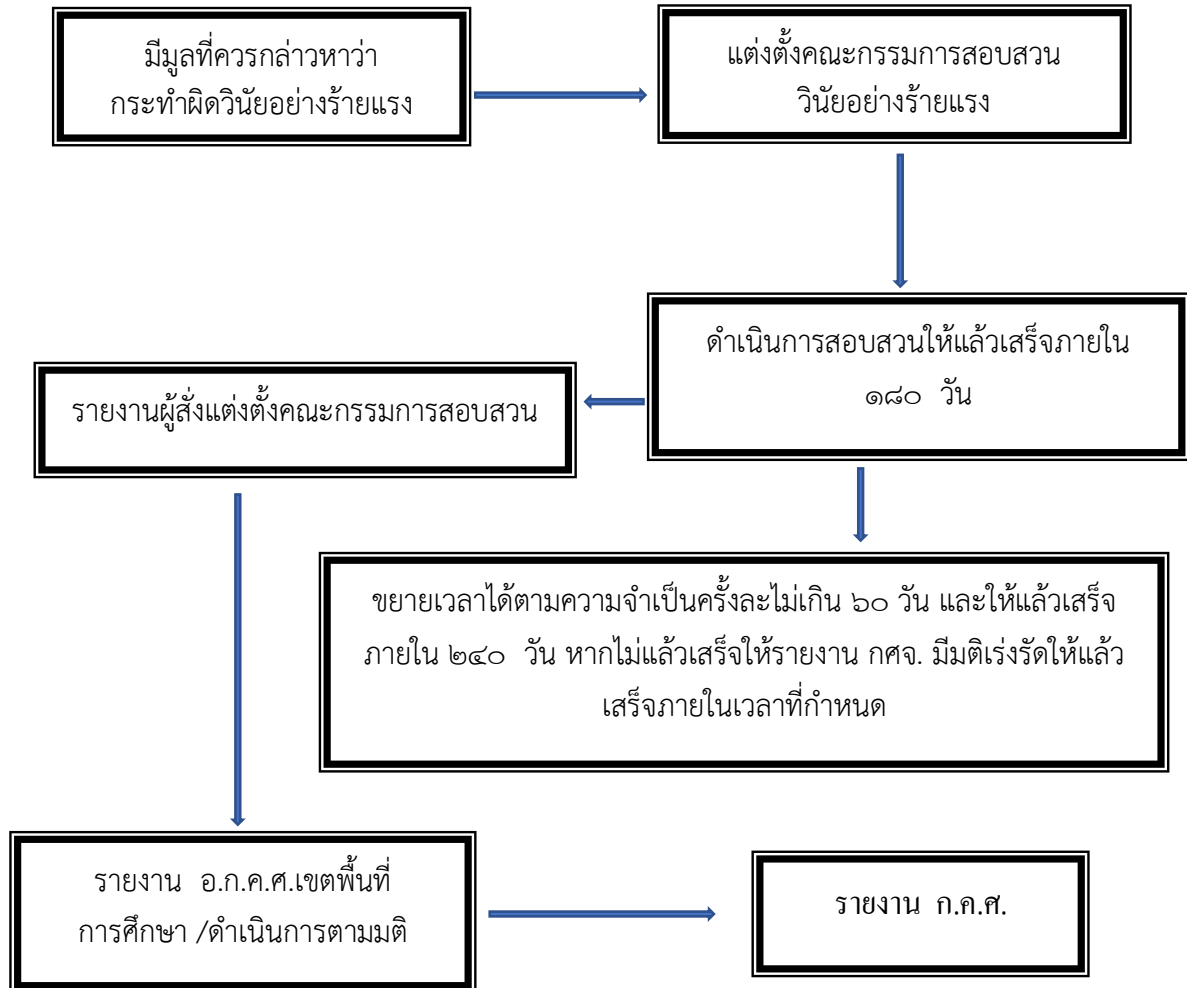 มีมูลที่ควรกล่าวหาว่า
กระทำผิดวินัยอย่างร้ายแรง
แต่งตั้งคณะกรรมการสอบสวน
วินัยอย่างร้ายแรง
ดำเนินการสอบสวนให้แล้วเสร็จภายใน
๑๘๐ วัน
รายงานผู้สั่งแต่งตั้งคณะกรรมการสอบสวน
ขยายเวลาได้ตามความจำเป็นครั้งละไม่เกิน ๖๐ วัน และให้แล้วเสร็จ
ภายใน ๒๔๐ วัน หากไม่แล้วเสร็จให้รายงาน กศจ. มีมติเร่งรัดให้แล้ว
เสร็จภายในเวลาที่กำหนด
รายงาน อ.ก.ค.ศ.เขตพื้นที่
การศึกษา /ดำเนินการตามมติ
รายงาน ก.ค.ศ.